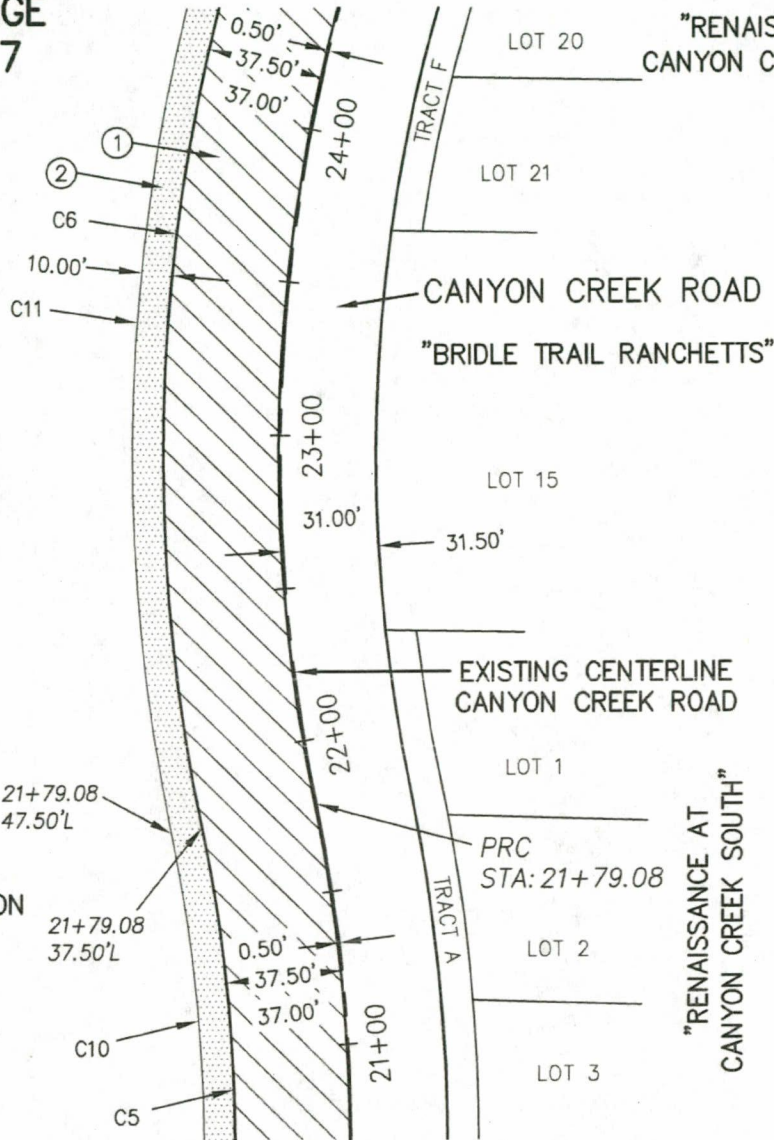 GE
7
0.50'
37.50'
37.00'
24+00
TRACT F
LOT 20
"RENAIS
CANYON C
1
2
LOT 21
C6
10.00'
C11
CANYON CREEK ROAD
"BRIDLE TRAIL RANCHETTS"
23+00
LOT 15
31.00'
31.50'
EXISTING CENTERLINE
CANYON CREEK ROAD
22+00
LOT 1
21+79.08
47.50'L
PRC
STA: 21+79.08
ON
21+79.08
37.50'L
TRACT A
0.50'
37.50'
37.00'
LOT 2
"RENAISSANCE AT
CANYON CREEK SOUTH"
C10
21+00
LOT 3
C5